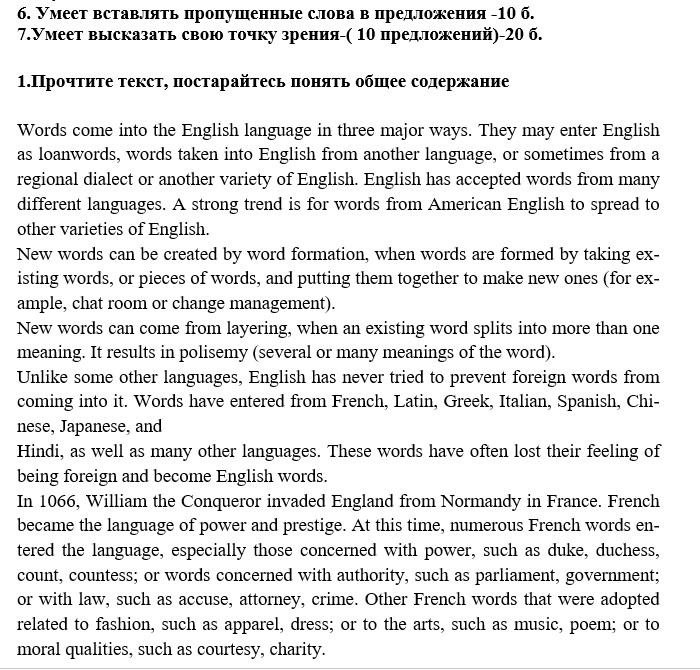 6. Умеет вставлять пропущенные слова в предложения -10 б.
7.Умеет высказать свою точку зрения-( 10 предложений)-20 б.
1.Прочтите текст, постарайтесь понять общее содержание
Words come into the English language in three major ways. They may enter English
as loanwords, words taken into English from another language, or sometimes from a
regional dialect or another variety of English. English has accepted words from many
different languages. A strong trend is for words from American English to spread to
other varieties of English.
New words can be created by word formation, when words are formed by taking ex-
isting words, or pieces of words, and putting them together to make new ones (for ex-
ample, chat room or change management).
New words can come from layering, when an existing word splits into more than one
meaning. It results in polisemy (several or many meanings of the word).
Unlike some other languages, English has never tried to prevent foreign words from
coming into it. Words have entered from French, Latin, Greek, Italian, Spanish, Chi-
nese, Japanese, and
Hindi, as well as many other languages. These words have often lost their feeling of
being foreign and become English words.
In 1066, William the Conqueror invaded England from Normandy in France. French
became the language of power and prestige. At this time, numerous French words en-
tered the language, especially those concerned with power, such as duke, duchess,
count, countess; or words concerned with authority, such as parliament, government;
or with law, such as accuse, attorney, crime. Other French words that were adopted
related to fashion, such as apparel, dress; or to the arts, such as music, poem; or to
moral qualities, such as courtesy, charity.